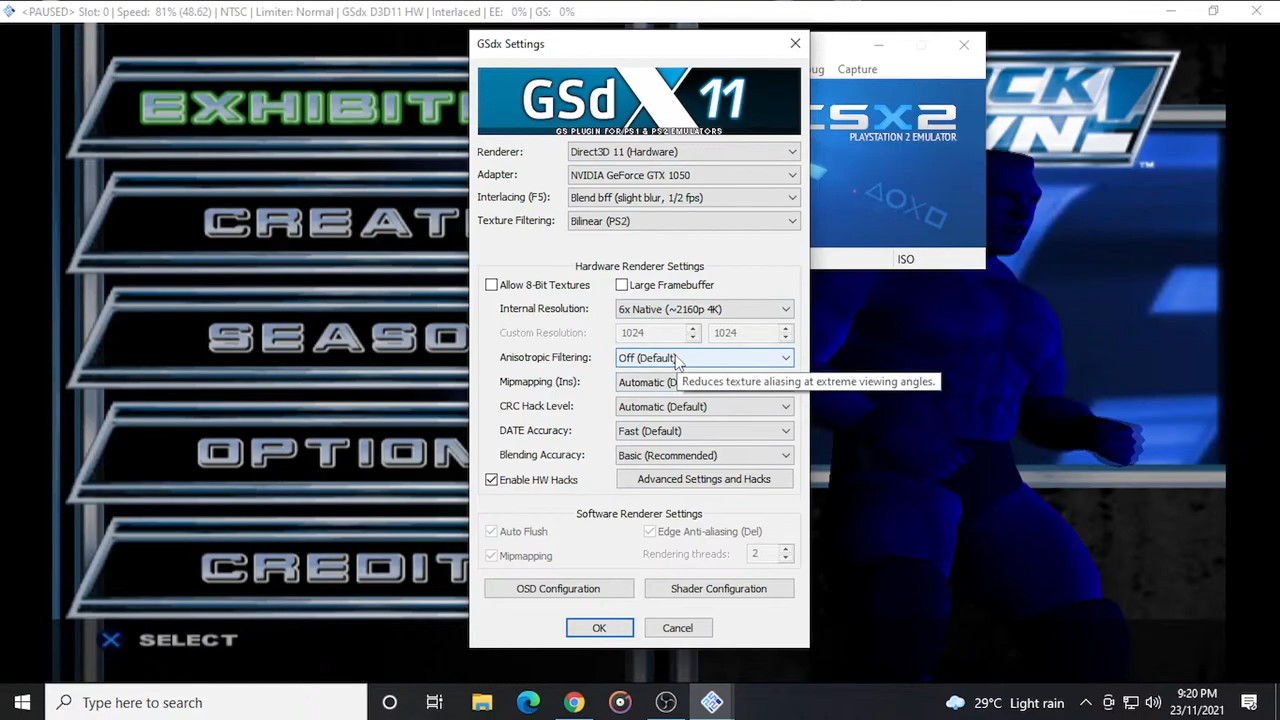 <PAUSED> Slot: 0 | Speed: 81% (48.62) | NTSC | Limiter: Normal | GSdx D3D11 HW | Interlaced | EE: 0% | GS: 0%
GSdx Settings
GSdX 11
GS PLUGIN FOR PS1 & PS2 EMULATORS
Renderer: Direct3D 11 (Hardware)
Adapter: NVIDIA GeForce GTX 1050
Interlacing (F5): Blend bff (slight blur, 1/2 fps)
Texture Filtering: Bilinear (PS2)
Hardware Renderer Settings
Allow 8-Bit Textures Large Framebuffer
Internal Resolution: 6x Native (~2160p 4K)
Custom Resolution: 1024 1024
Anisotropic Filtering: Off (Default)
Reduces texture aliasing at extreme viewing angles.
Mipmapping (Ins): Automatic (D
CRC Hack Level: Automatic (Default)
DATE Accuracy: Fast (Default)
Blending Accuracy: Basic (Recommended)
Enable HW Hacks Advanced Settings and Hacks
Software Renderer Settings
Auto Flush Edge Anti-aliasing (Del)
Mipmapping Rendering threads: 2
OSD Configuration Shader Configuration
OK Cancel
ug Capture
CSX2
PLAYSTATION 2 EMULATOR
ISO
EXHIBITI
CREAT
SEASO
OPTION
CREDIT
X SELECT
CK
WN
TM
Type here to search
29°C Light rain
9:20 PM
23/11/2021